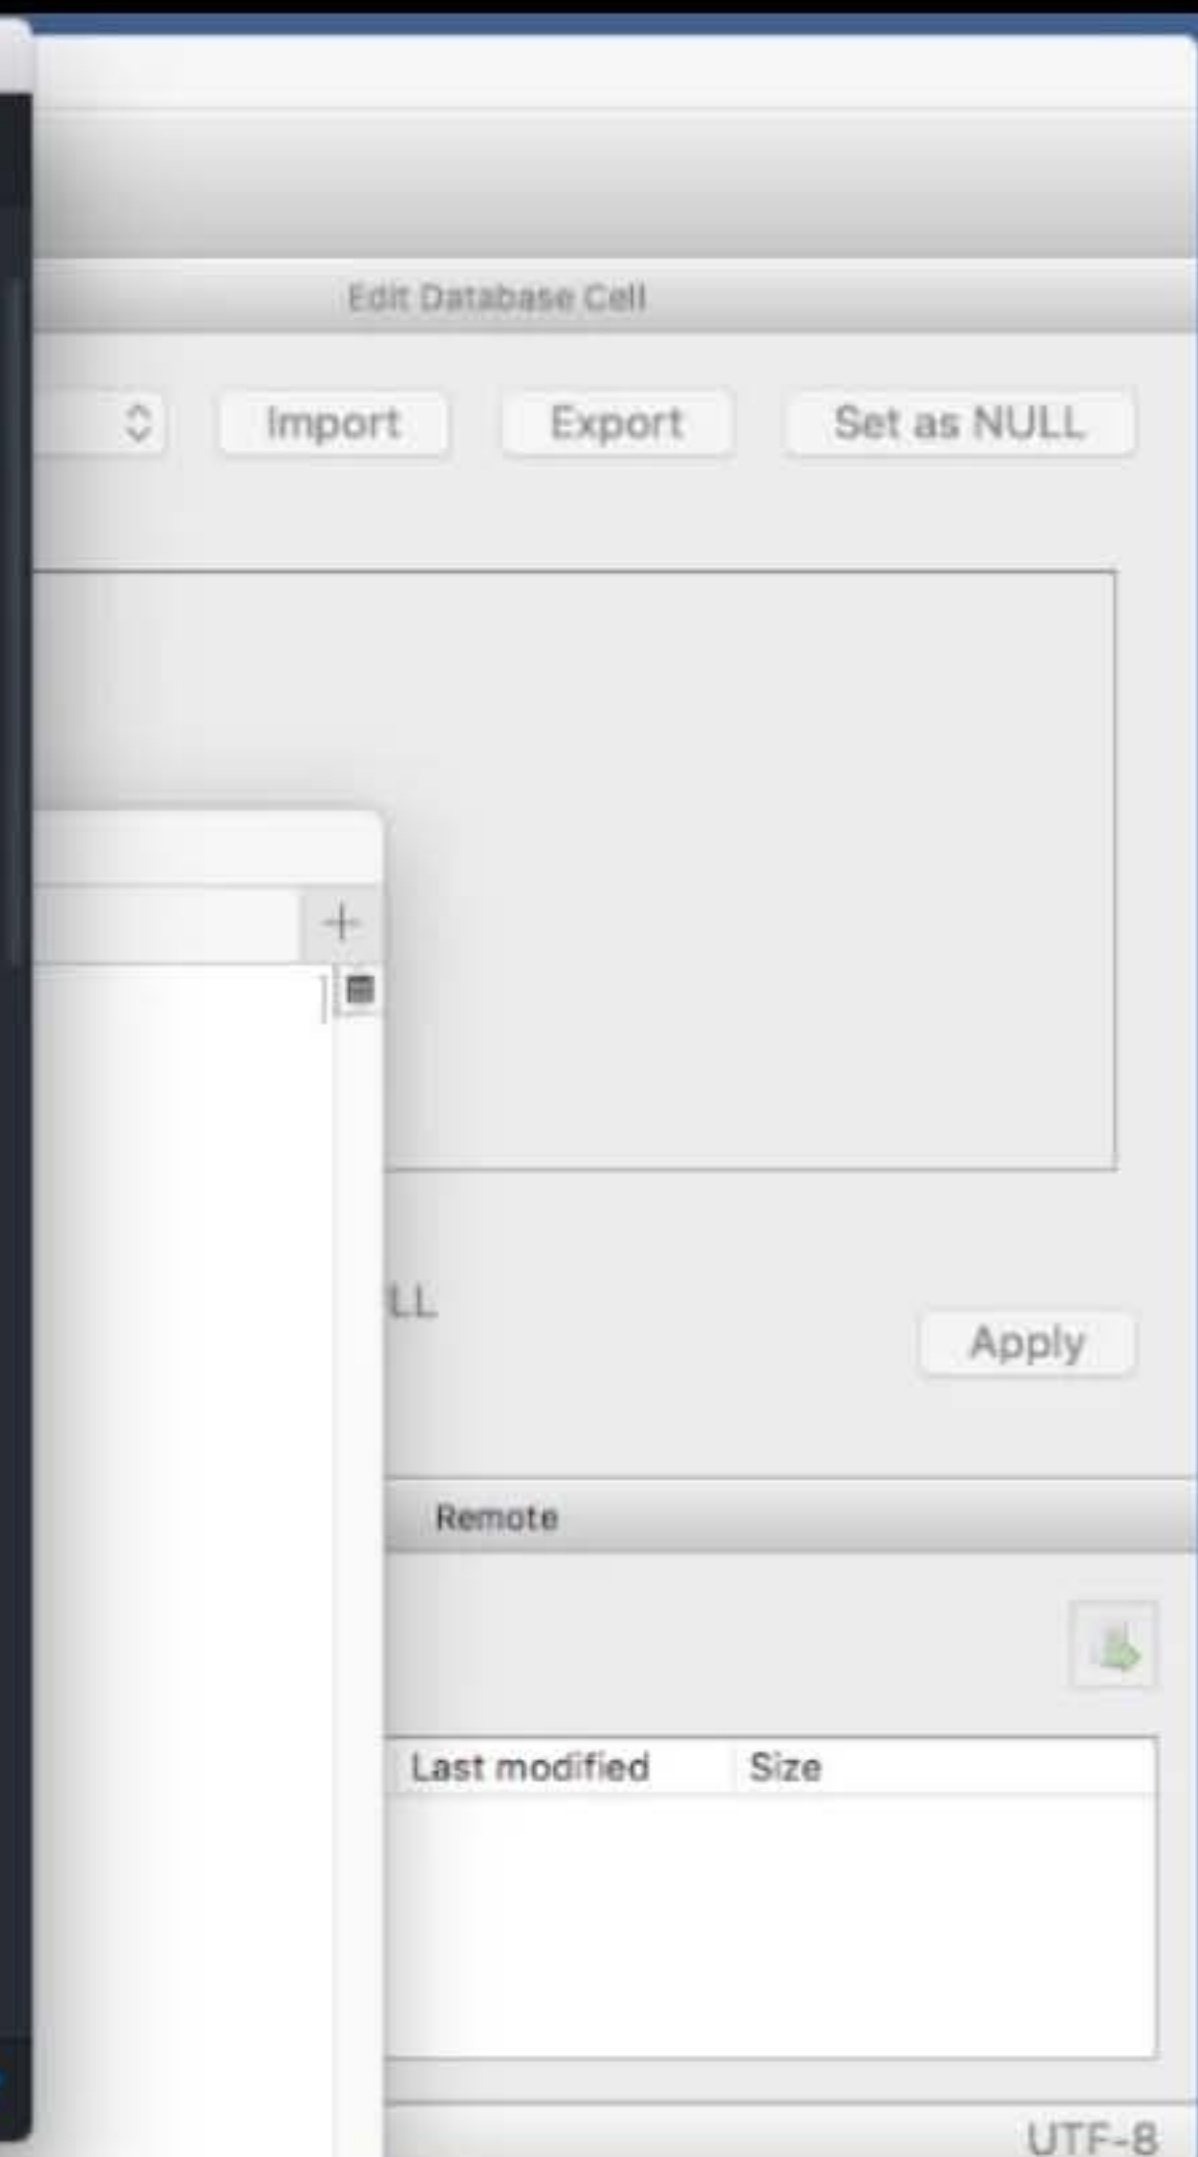 Edit Database Cell
Import Export Set as NULL
+
LL
Apply
Remote
Last modified Size
UTF-8